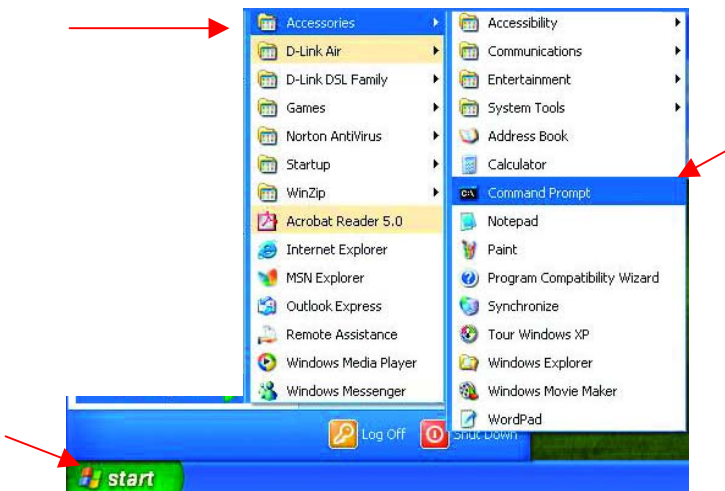 Accessories
D-Link Air
D-Link DSL Family
Games
Norton AntiVirus
Startup
WinZip
Acrobat Reader 5.0
Internet Explorer
MSN Explorer
Outlook Express
Remote Assistance
Windows Media Player
Windows Messenger
Accessibility
Communications
Entertainment
System Tools
Address Book
Calculator
C:\ Command Prompt
Notepad
Paint
Program Compatibility Wizard
Synchronize
Tour Windows XP
Windows Explorer
Windows Movie Maker
WordPad
Log Off
Shut Down
start